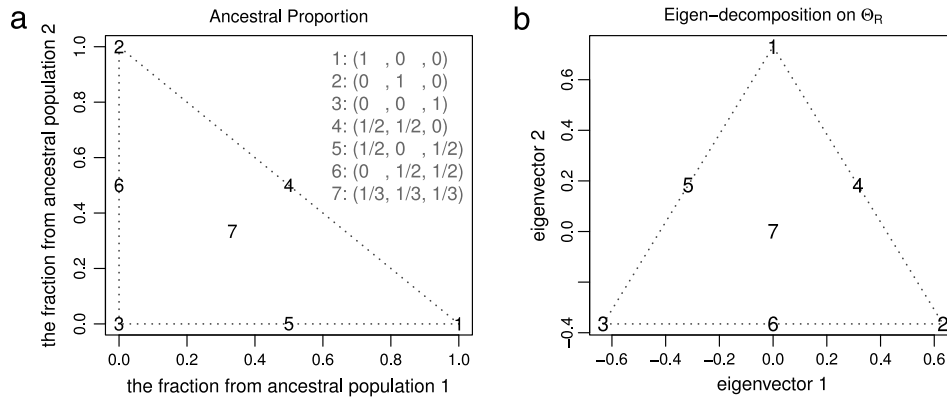 a
Ancestral Proportion
the fraction from ancestral population 2
0.0 0.2 0.4 0.6 0.8 1.0
2
6
4
7
3 5 1
1: (1 , 0 , 0)
2: (0 , 1 , 0)
3: (0 , 0 , 1)
4: (1/2, 1/2, 0)
5: (1/2, 0 , 1/2)
6: (0 , 1/2, 1/2)
7: (1/3, 1/3, 1/3)
0.0 0.2 0.4 0.6 0.8 1.0
the fraction from ancestral population 1
b
Eigen−decomposition on Θ_R
eigenvector 2
−0.4 0.0 0.2 0.4 0.6
1
5 4
7
3 6 2
−0.6 −0.4 −0.2 0.0 0.2 0.4 0.6
eigenvector 1